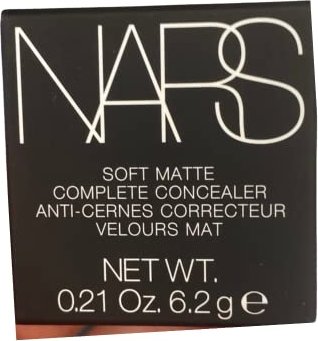 NARS
SOFT MATTE
COMPLETE CONCEALER
ANTI-CERNES CORRECTEUR
VELOURS MAT
NET WT.
0.21 Oz. 6.2 g ℮